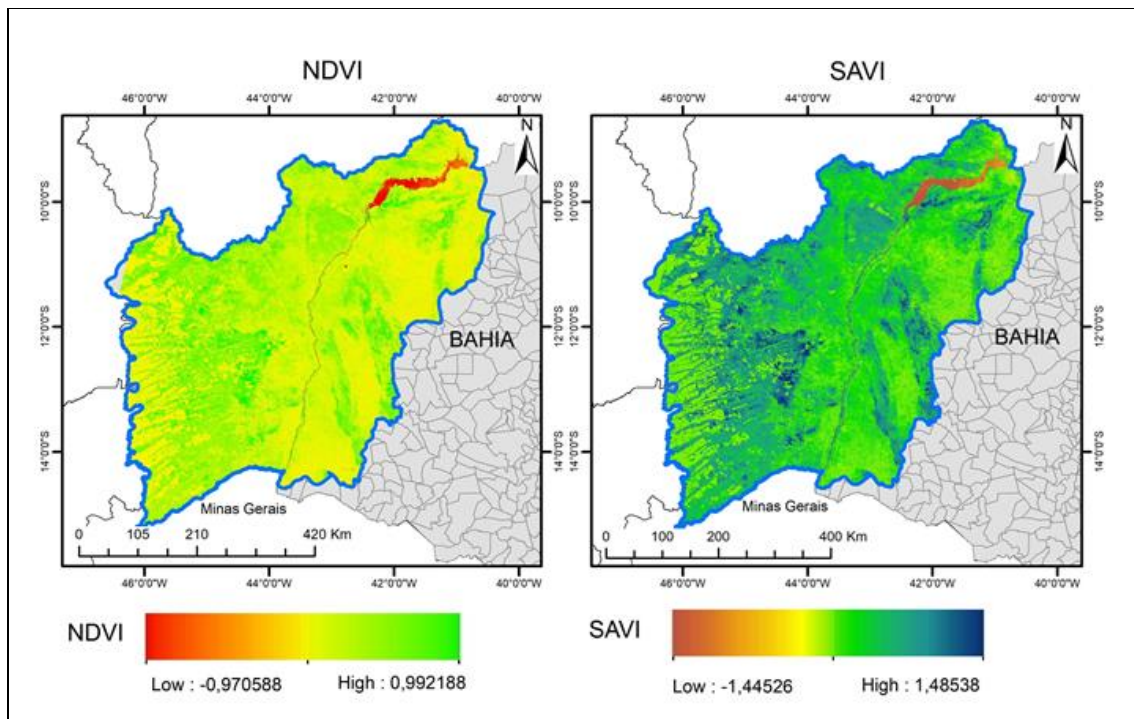 NDVI
46°0'0"W 44°0'0"W 42°0'0"W 40°0'0"W
N
10°0'0"S
12°0'0"S
14°0'0"S
10°0'0"S
12°0'0"S
14°0'0"S
BAHIA
Minas Gerais
0 105 210 420 Km
46°0'0"W 44°0'0"W 42°0'0"W 40°0'0"W
NDVI
Low : -0,970588 High : 0,992188
SAVI
46°0'0"W 44°0'0"W 42°0'0"W 40°0'0"W
N
10°0'0"S
12°0'0"S
14°0'0"S
10°0'0"S
12°0'0"S
14°0'0"S
BAHIA
Minas Gerais
0 100 200 400 Km
46°0'0"W 44°0'0"W 42°0'0"W 40°0'0"W
SAVI
Low : -1,44526 High : 1,48538